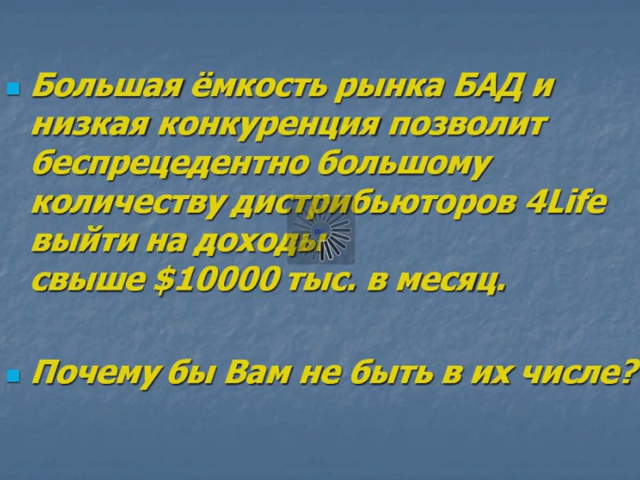 Большая ёмкость рынка БАД и
низкая конкуренция позволит
беспрецедентно большому
количеству дистрибьюторов 4Life
выйти на доходы
свыше $10000 тыс. в месяц.
Почему бы Вам не быть в их числе?